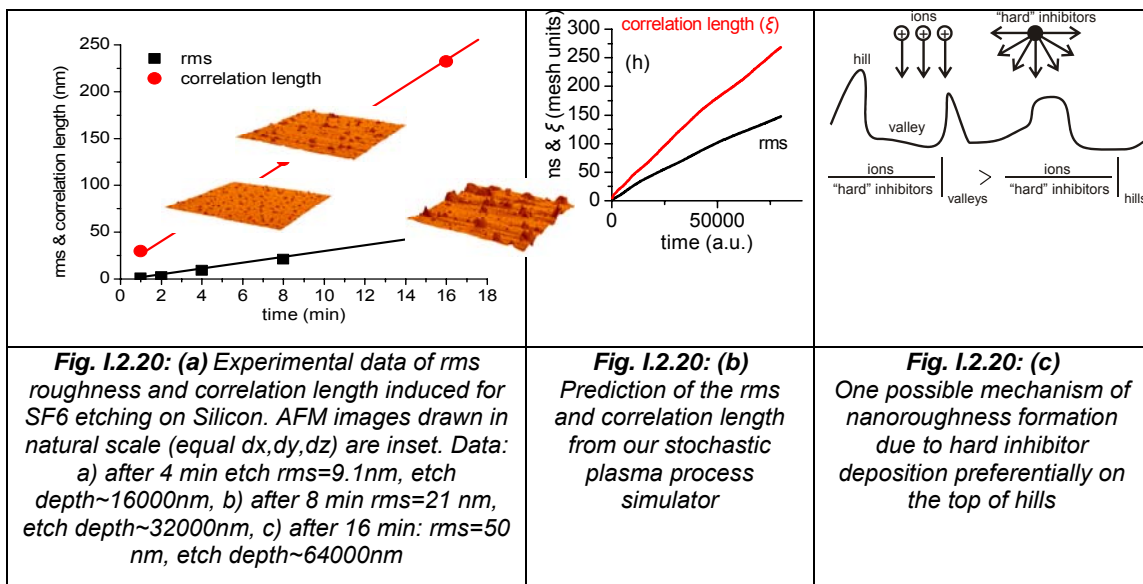 250
200
150
100
50
0
rms & correlation length (nm)
rms
correlation length
0 2 4 6 8 10 12 14 16 18
time (min)
correlation length (ξ)
300
250
200
150
100
50
0
ms & ξ (mesh units)
(h)
rms
0 50000
time (a.u.)
ions
"hard" inhibitors
+ + +
hill
valley
ions
"hard" inhibitors
valleys
>
ions
"hard" inhibitors
hills
Fig. I.2.20: (a) Experimental data of rms
roughness and correlation length induced for
SF6 etching on Silicon. AFM images drawn in
natural scale (equal dx,dy,dz) are inset. Data:
a) after 4 min etch rms=9.1nm, etch
depth~16000nm, b) after 8 min rms=21 nm,
etch depth~32000nm, c) after 16 min: rms=50
nm, etch depth~64000nm
Fig. I.2.20: (b)
Prediction of the rms
and correlation length
from our stochastic
plasma process
simulator
Fig. I.2.20: (c)
One possible mechanism of
nanoroughness formation
due to hard inhibitor
deposition preferentially on
the top of hills